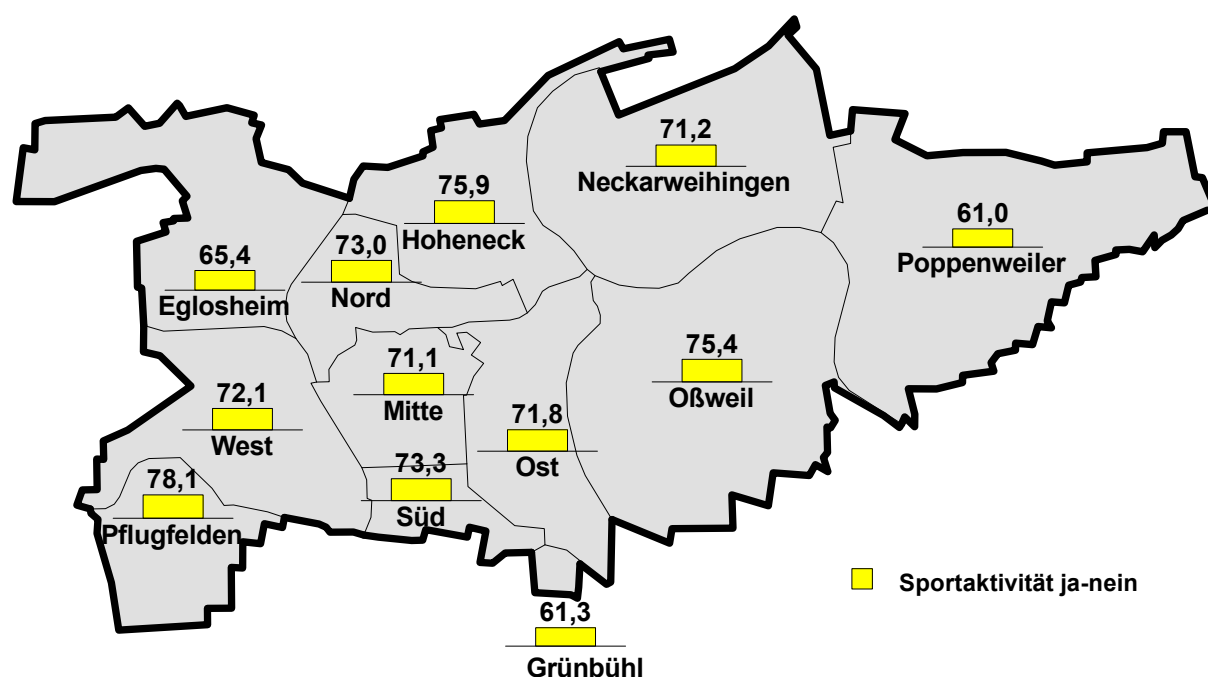 71,2
Neckarweihingen
75,9
Hoheneck
61,0
Poppenweiler
73,0
Nord
65,4
Eglosheim
71,1
Mitte
75,4
Oßweil
72,1
West
71,8
Ost
73,3
Süd
78,1
Pflugfelden
Sportaktivität ja-nein
61,3
Grünbühl